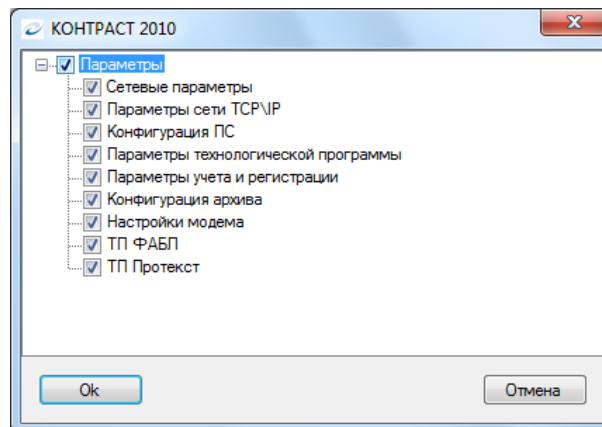 КОНТРАСТ 2010
Параметры
Сетевые параметры
Параметры сети TCP\IP
Конфигурация ПС
Параметры технологической программы
Параметры учета и регистрации
Конфигурация архива
Настройки модема
ТП ФАБЛ
ТП Протекст
Ok
Отмена